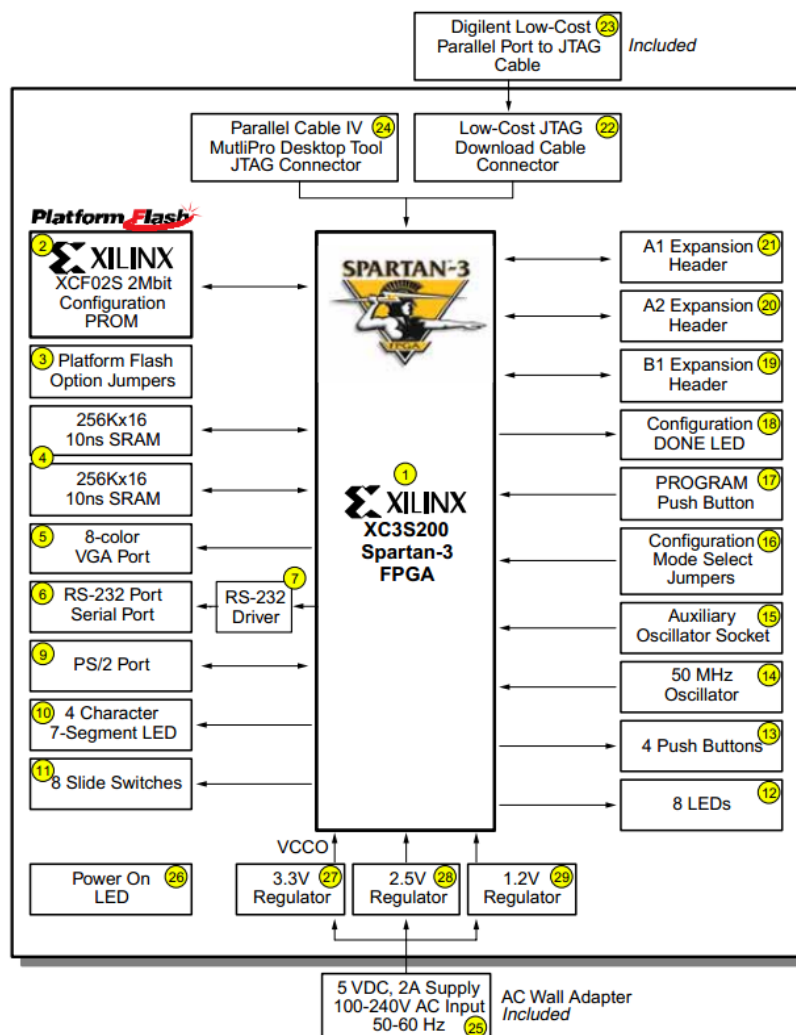 Digilent Low-Cost 23
Parallel Port to JTAG
Cable
Included
Parallel Cable IV 24
MutliPro Desktop Tool
JTAG Connector
Low-Cost JTAG 22
Download Cable
Connector
Platform Flash
2 XILINX
XCF02S 2Mbit
Configuration
PROM
3 Platform Flash
Option Jumpers
256Kx16
10ns SRAM
4
256Kx16
10ns SRAM
5 8-color
VGA Port
6 RS-232 Port
Serial Port
7
RS-232
Driver
9 PS/2 Port
10 4 Character
7-Segment LED
11 8 Slide Switches
SPARTAN-3
FPGA
1
XILINX
XC3S200
Spartan-3
FPGA
A1 Expansion 21
Header
A2 Expansion 20
Header
B1 Expansion 19
Header
Configuration 18
DONE LED
PROGRAM 17
Push Button
Configuration 16
Mode Select
Jumpers
Auxiliary 15
Oscillator Socket
50 MHz 14
Oscillator
4 Push Buttons 13
8 LEDs 12
VCCO
Power On 26
LED
3.3V 27
Regulator
2.5V 28
Regulator
1.2V 29
Regulator
5 VDC, 2A Supply
100-240V AC Input
50-60 Hz 25
AC Wall Adapter
Included